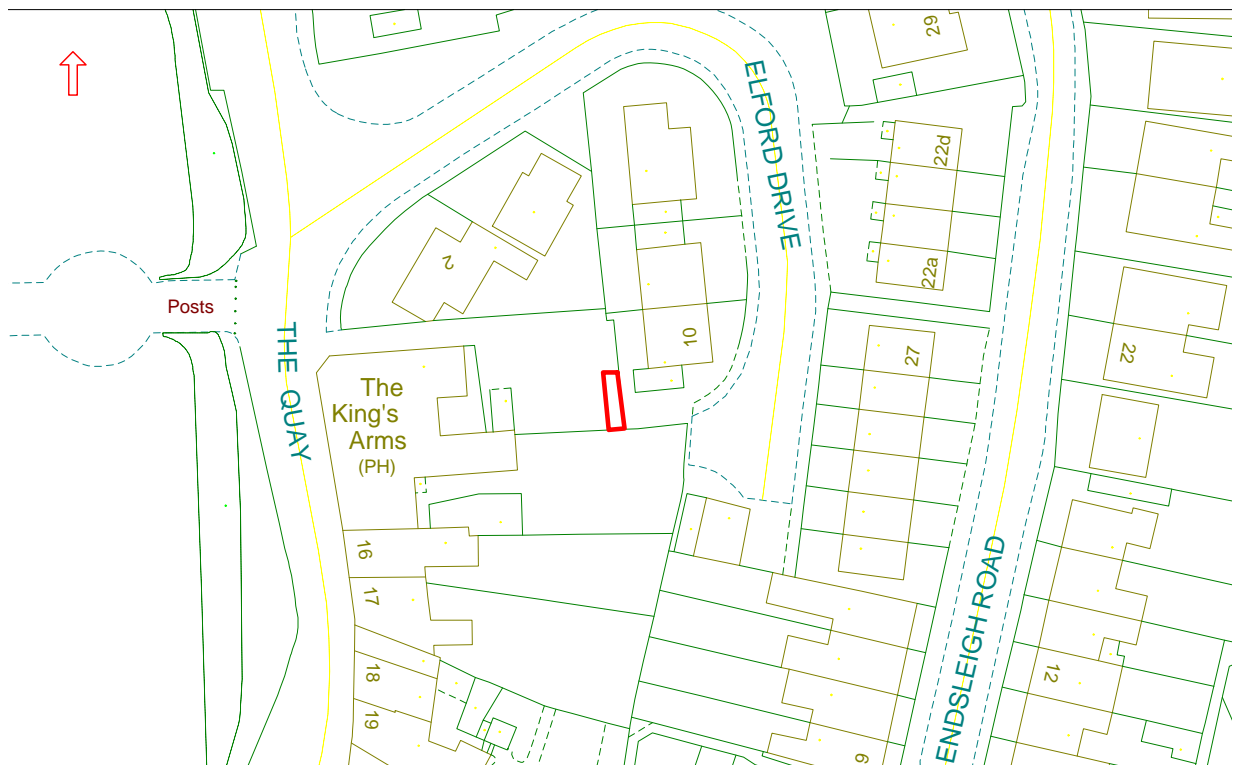 29
ELFORD DRIVE
22d
22a
2
Posts
10
THE QUAY
27
22
The
King's
Arms
(PH)
16
17
18
19
12
6
ENDSLEIGH ROAD